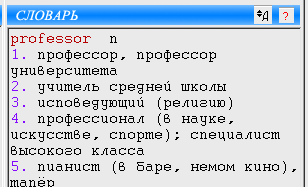 СЛОВАРЬ
professor n
1. профессор, профессор
университета
2. учитель средней школы
3. исповедующий (религию)
4. профессионал (в науке,
искусстве, спорте); специалист
высокого класса
5. пианист (в баре, немом кино),
тапёр